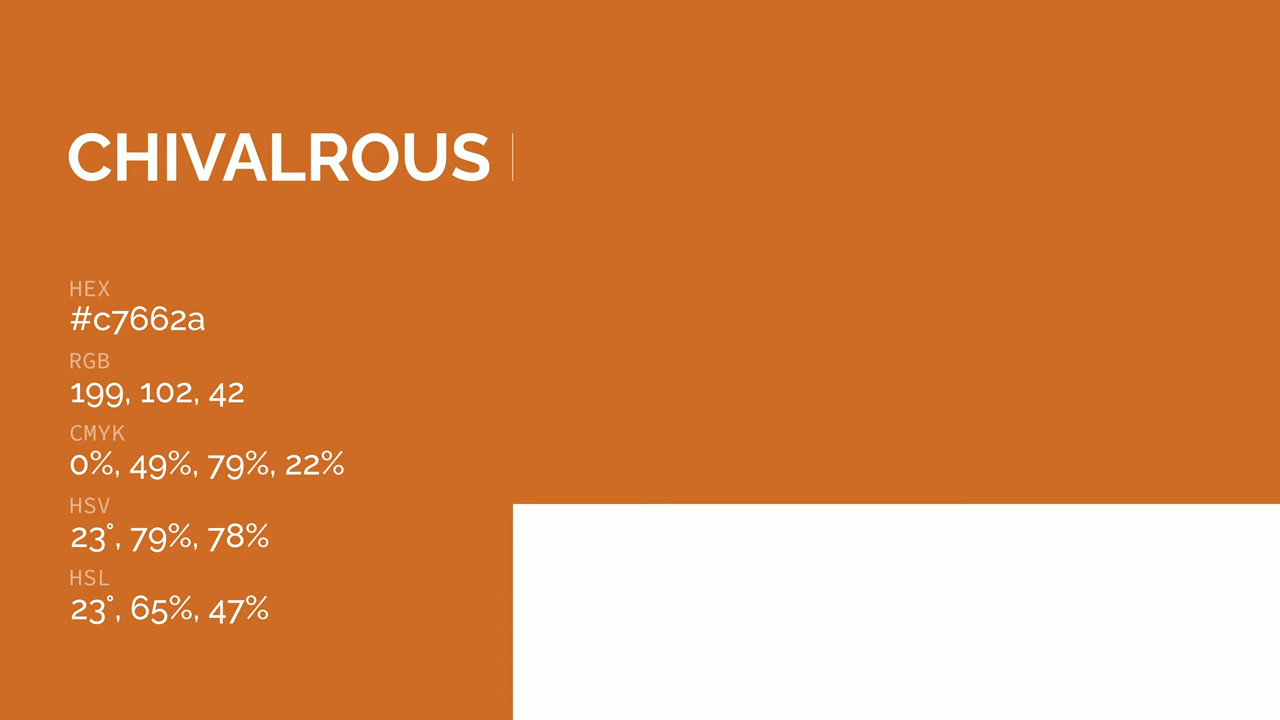 CHIVALROUS
HEX
#c7662a
RGB
199, 102, 42
CMYK
0%, 49%, 79%, 22%
HSV
23°, 79%, 78%
HSL
23°, 65%, 47%